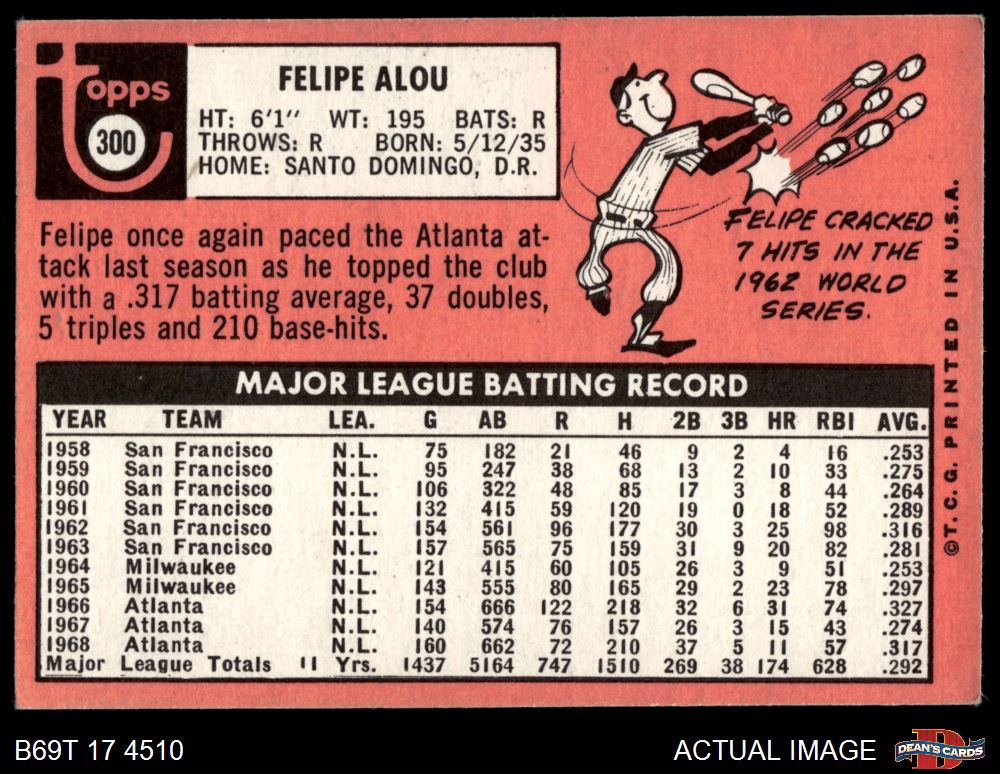 topps
300
FELIPE ALOU
HT: 6'1" WT: 195 BATS: R
THROWS: R BORN: 5/12/35
HOME: SANTO DOMINGO, D.R.
Felipe once again paced the Atlanta at-
tack last season as he topped the club
with a .317 batting average, 37 doubles,
5 triples and 210 base-hits.
FELIPE CRACKED
7 HITS IN THE
1962 WORLD
SERIES.
©T.C.G. PRINTED IN U.S.A.
MAJOR LEAGUE BATTING RECORD
YEAR TEAM LEA. G AB R H 2B 3B HR RBI AVG.
1958 San Francisco N.L. 75 182 21 46 9 2 4 16 .253
1959 San Francisco N.L. 95 247 38 68 13 2 10 33 .275
1960 San Francisco N.L. 106 322 48 85 17 3 8 44 .264
1961 San Francisco N.L. 132 415 59 120 19 0 18 52 .289
1962 San Francisco N.L. 154 561 96 177 30 3 25 98 .316
1963 San Francisco N.L. 157 565 75 159 31 9 20 82 .281
1964 Milwaukee N.L. 121 415 60 105 26 3 9 51 .253
1965 Milwaukee N.L. 143 555 80 165 29 2 23 78 .297
1966 Atlanta N.L. 154 666 122 218 32 6 31 74 .327
1967 Atlanta N.L. 140 574 76 157 26 3 15 43 .274
1968 Atlanta N.L. 160 662 72 210 37 5 11 57 .317
Major League Totals 11 Yrs. 1437 5164 747 1510 269 38 174 628 .292
B69T 17 4510
ACTUAL IMAGE
DEAN'S CARDS